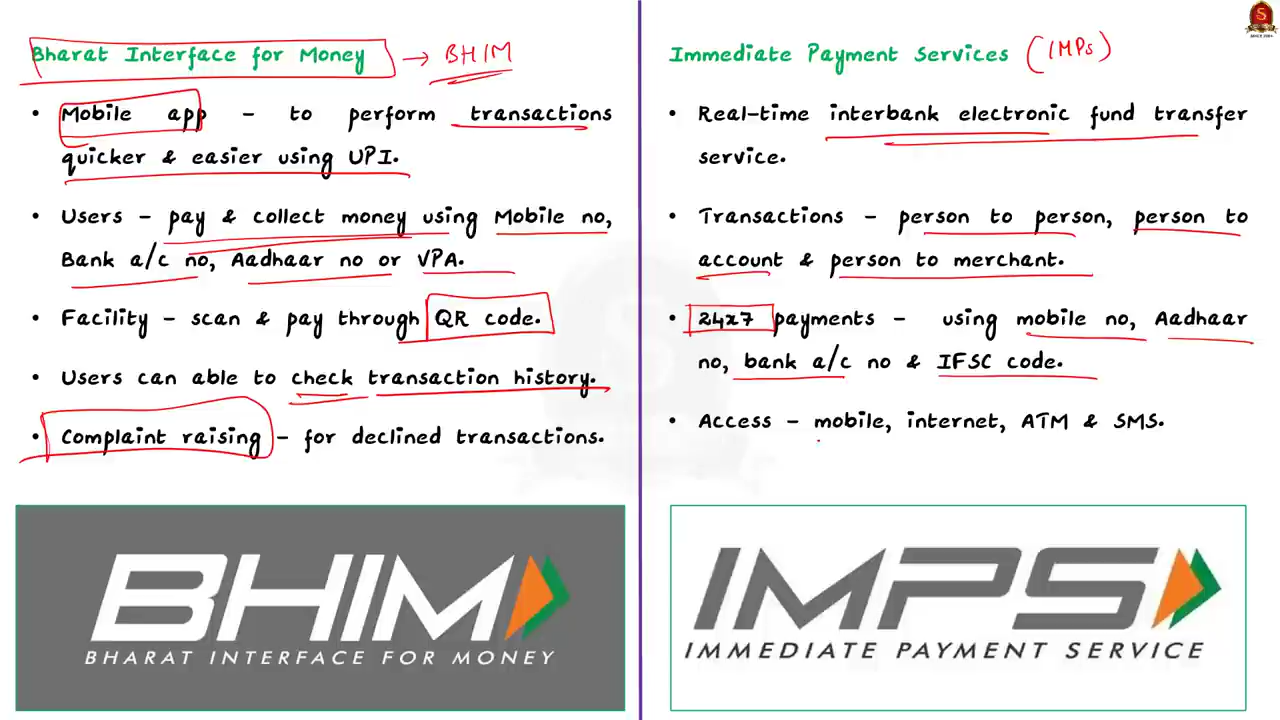 Bharat Interface for Money → BHIM
• Mobile app - to perform transactions
quicker & easier using UPI.
• Users - pay & collect money using Mobile no,
Bank a/c no, Aadhaar no or VPA.
• Facility - scan & pay through QR code.
• Users can able to check transaction history.
• Complaint raising - for declined transactions.
BHIM
BHARAT INTERFACE FOR MONEY
Immediate Payment Services (IMPs)
• Real-time interbank electronic fund transfer
service.
• Transactions - person to person, person to
account & person to merchant.
• 24x7 payments - using mobile no, Aadhaar
no, bank a/c no & IFSC code.
• Access - mobile, internet, ATM & SMS.
IMPS
IMMEDIATE PAYMENT SERVICE
S